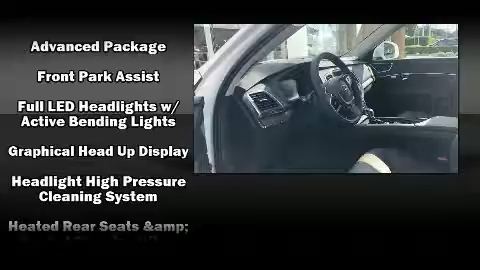 Advanced Package
Front Park Assist
Full LED Headlights w/
Active Bending Lights
Graphical Head Up Display
Headlight High Pressure
Cleaning System
Heated Rear Seats &amp;